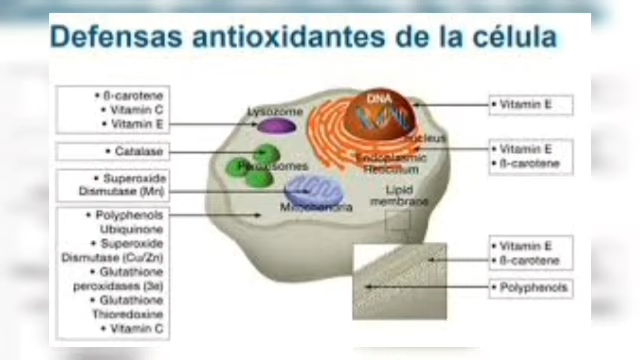 Defensas antioxidantes de la célula
• ß-carotene
• Vitamin C
• Vitamin E
• Catalase
• Superoxide
Dismutase (Mn)
• Polyphenols
Ubiquinone
• Superoxide
Dismutase (Cu/Zn)
• Glutathione
peroxidases (3e)
• Glutathione
Thioredoxine
• Vitamin C
Lysozome
Peroxisomes
Mitochondria
DNA
nucleus
Endoplasmic
Reticulum
Lipid
membrane
• Vitamin E
• Vitamin E
• ß-carotene
• Vitamin E
• ß-carotene
• Polyphenols